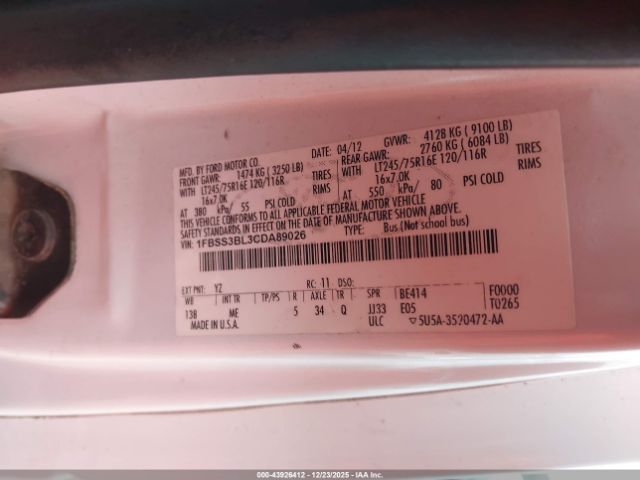 MFD. BY FORD MOTOR CO.
DATE: 04/12
GVWR: 4128 KG ( 9100 LB)
FRONT GAWR: 1474 KG ( 3250 LB)
REAR GAWR: 2760 KG ( 6084 LB)
WITH LT245/75R16E 120/116R TIRES
WITH LT245/75R16E 120/116R TIRES
16x7.0K RIMS
16x7.0K RIMS
AT 380 kPa/ 55 PSI COLD
AT 550 kPa/ 80 PSI COLD
THIS VEHICLE CONFORMS TO ALL APPLICABLE FEDERAL MOTOR VEHICLE
SAFETY STANDARDS IN EFFECT ON THE DATE OF MANUFACTURE SHOWN ABOVE.
VIN: 1FBSS3BL3CDA89026
TYPE: Bus (Not school bus)
EXT PNT: YZ RC: 11 DSO:
WB INT TR TP/PS R AXLE TR SPR BE414 F0000
138 ME 5 34 Q JJ33 E05 T0265
MADE IN U.S.A. ULC 5U5A-3520472-AA
000-43926412 - 12/23/2025 - IAA Inc.